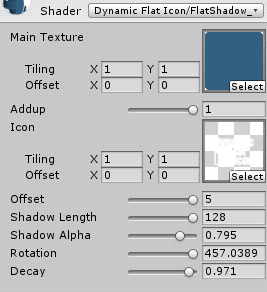 Shader Dynamic Flat Icon/FlatShadow_
Main Texture
Tiling X 1 Y 1
Offset X 0 Y 0
Select
Addup 1
Icon
Tiling X 1 Y 1
Offset X 0 Y 0
Select
Offset 5
Shadow Length 128
Shadow Alpha 0.795
Rotation 457.0389
Decay 0.971